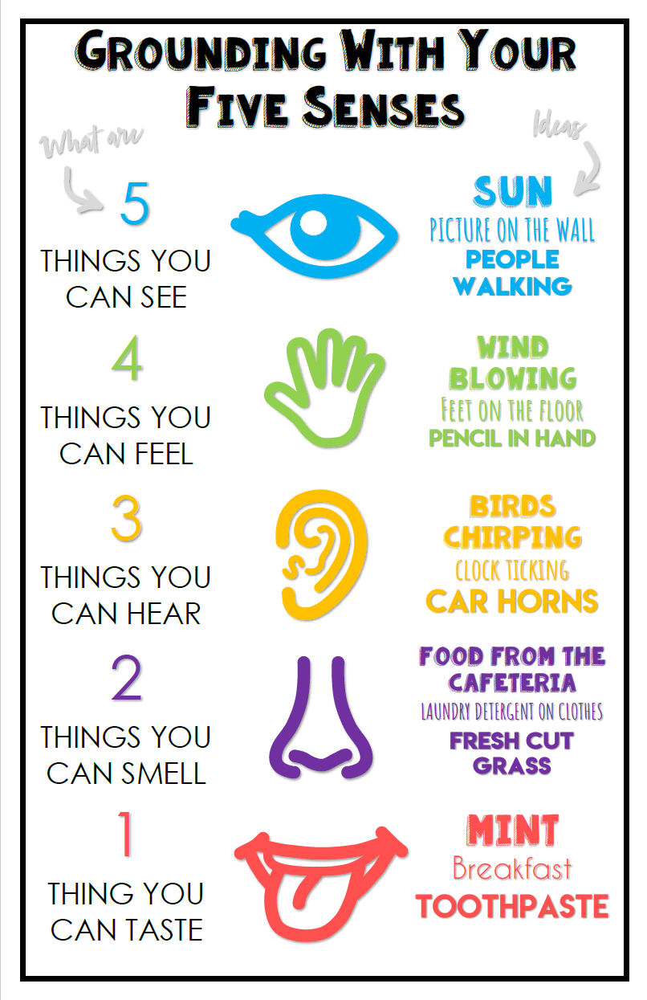 GROUNDING WITH YOUR
FIVE SENSES
What are
Ideas
5
THINGS YOU
CAN SEE
SUN
PICTURE ON THE WALL
PEOPLE
WALKING
4
THINGS YOU
CAN FEEL
WIND
BLOWING
FEET ON THE FLOOR
PENCIL IN HAND
3
THINGS YOU
CAN HEAR
BIRDS
CHIRPING
CLOCK TICKING
CAR HORNS
2
THINGS YOU
CAN SMELL
FOOD FROM THE
CAFETERIA
LAUNDRY DETERGENT ON CLOTHES
FRESH CUT
GRASS
1
THING YOU
CAN TASTE
MINT
Breakfast
TOOTHPASTE